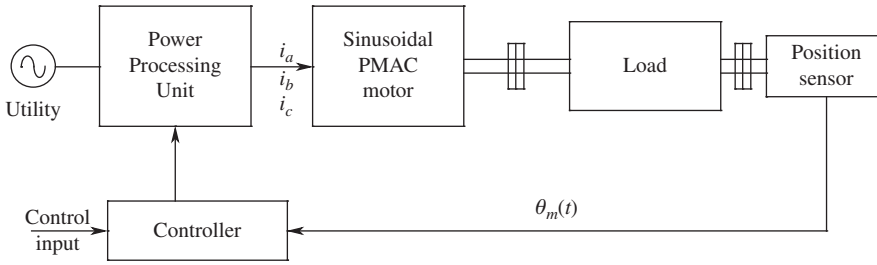 Utility
Power
Processing
Unit
i_a
i_b
i_c
Sinusoidal
PMAC
motor
Load
Position
sensor
Control
input
Controller
θ_m(t)